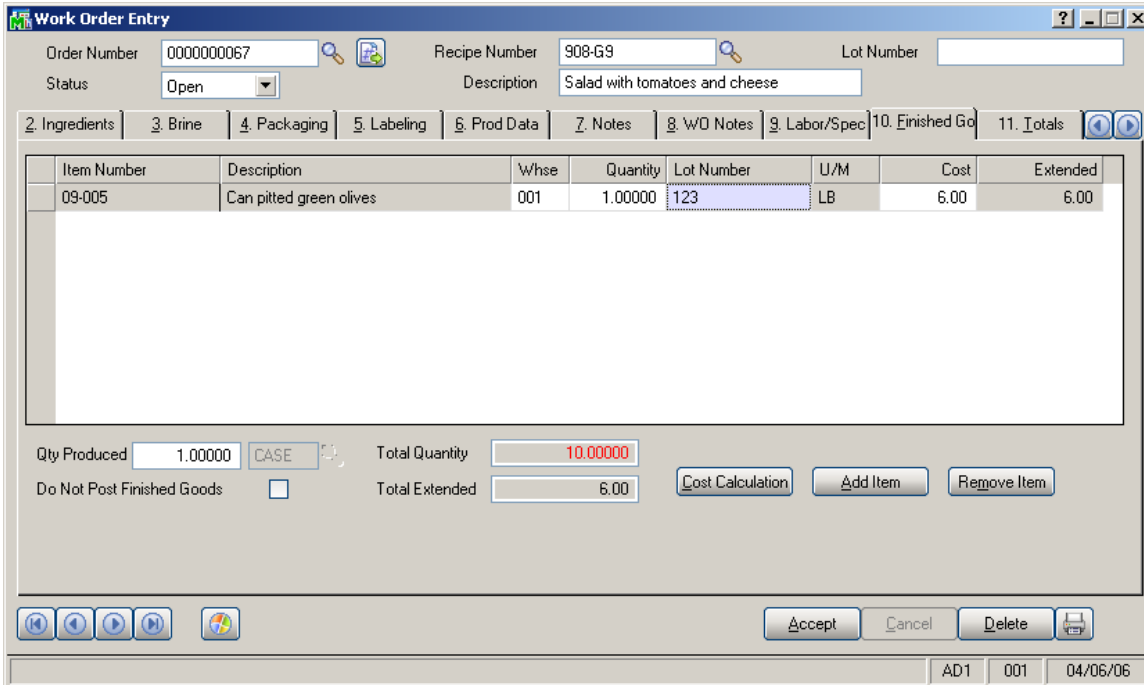 Work Order Entry
Order Number 0000000067 Recipe Number 908-G9 Lot Number
Status Open Description Salad with tomatoes and cheese
2. Ingredients 3. Brine 4. Packaging 5. Labeling 6. Prod Data 7. Notes 8. WO Notes 9. Labor/Spec 10. Finished Go 11. Totals
Item Number Description Whse Quantity Lot Number U/M Cost Extended
09-005 Can pitted green olives 001 1.00000 123 LB 6.00 6.00
Qty Produced 1.00000 CASE Total Quantity 10.00000
Cost Calculation Add Item Remove Item
Do Not Post Finished Goods Total Extended 6.00
Accept Cancel Delete
AD1 001 04/06/06